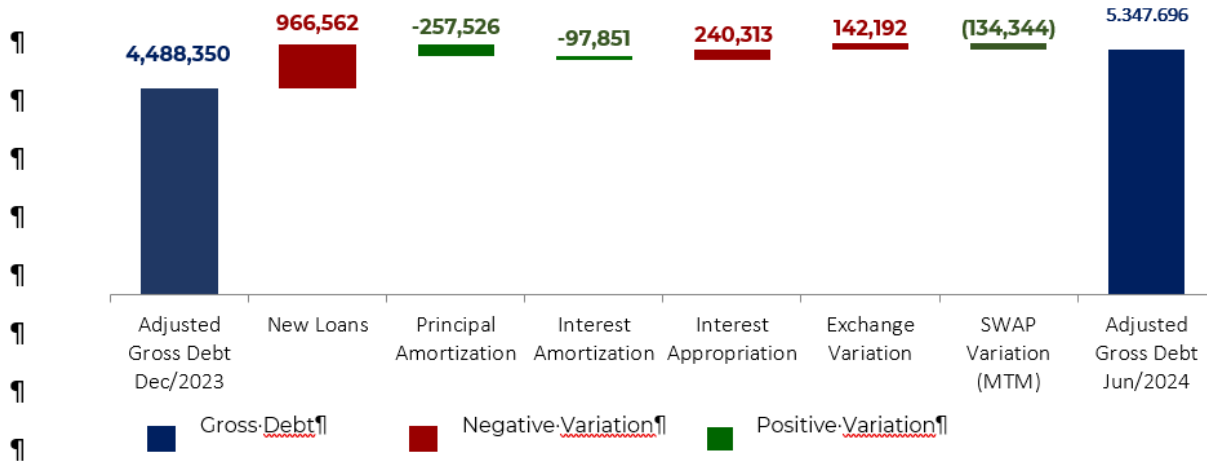 4,488,350
966,562
-257,526
-97,851
240,313
142,192
(134,344)
5.347.696
Adjusted
Gross Debt
Dec/2023
New Loans
Principal
Amortization
Interest
Amortization
Interest
Appropriation
Exchange
Variation
SWAP
Variation
(MTM)
Adjusted
Gross Debt
Jun/2024
Gross·Debt¶
Negative·Variation¶
Positive·Variation¶
¶
¶
¶
¶
¶
¶
¶
¶